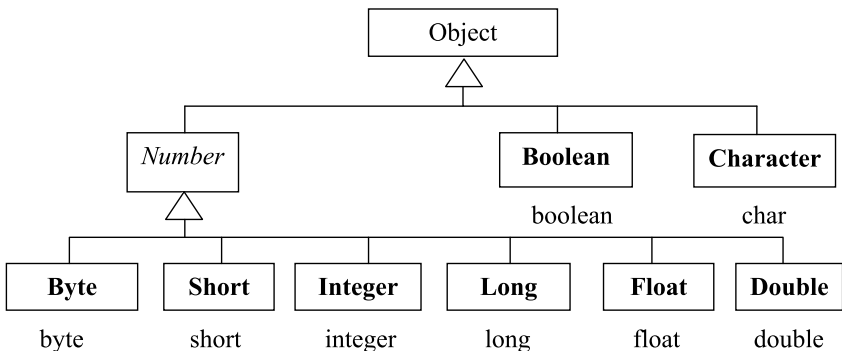 Object
Number
Boolean
Character
boolean
char
Byte
Short
Integer
Long
Float
Double
byte
short
integer
long
float
double